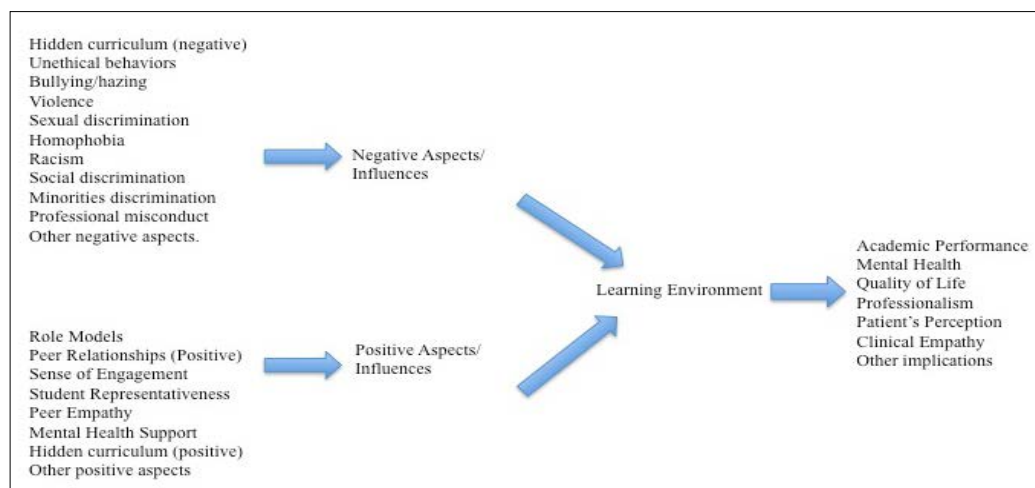 Hidden curriculum (negative)
Unethical behaviors
Bullying/hazing
Violence
Sexual discrimination
Homophobia
Racism
Social discrimination
Minorities discrimination
Professional misconduct
Other negative aspects.
Negative Aspects/
Influences
Role Models
Peer Relationships (Positive)
Sense of Engagement
Student Representativeness
Peer Empathy
Mental Health Support
Hidden curriculum (positive)
Other positive aspects
Positive Aspects/
Influences
Learning Environment
Academic Performance
Mental Health
Quality of Life
Professionalism
Patient's Perception
Clinical Empathy
Other implications